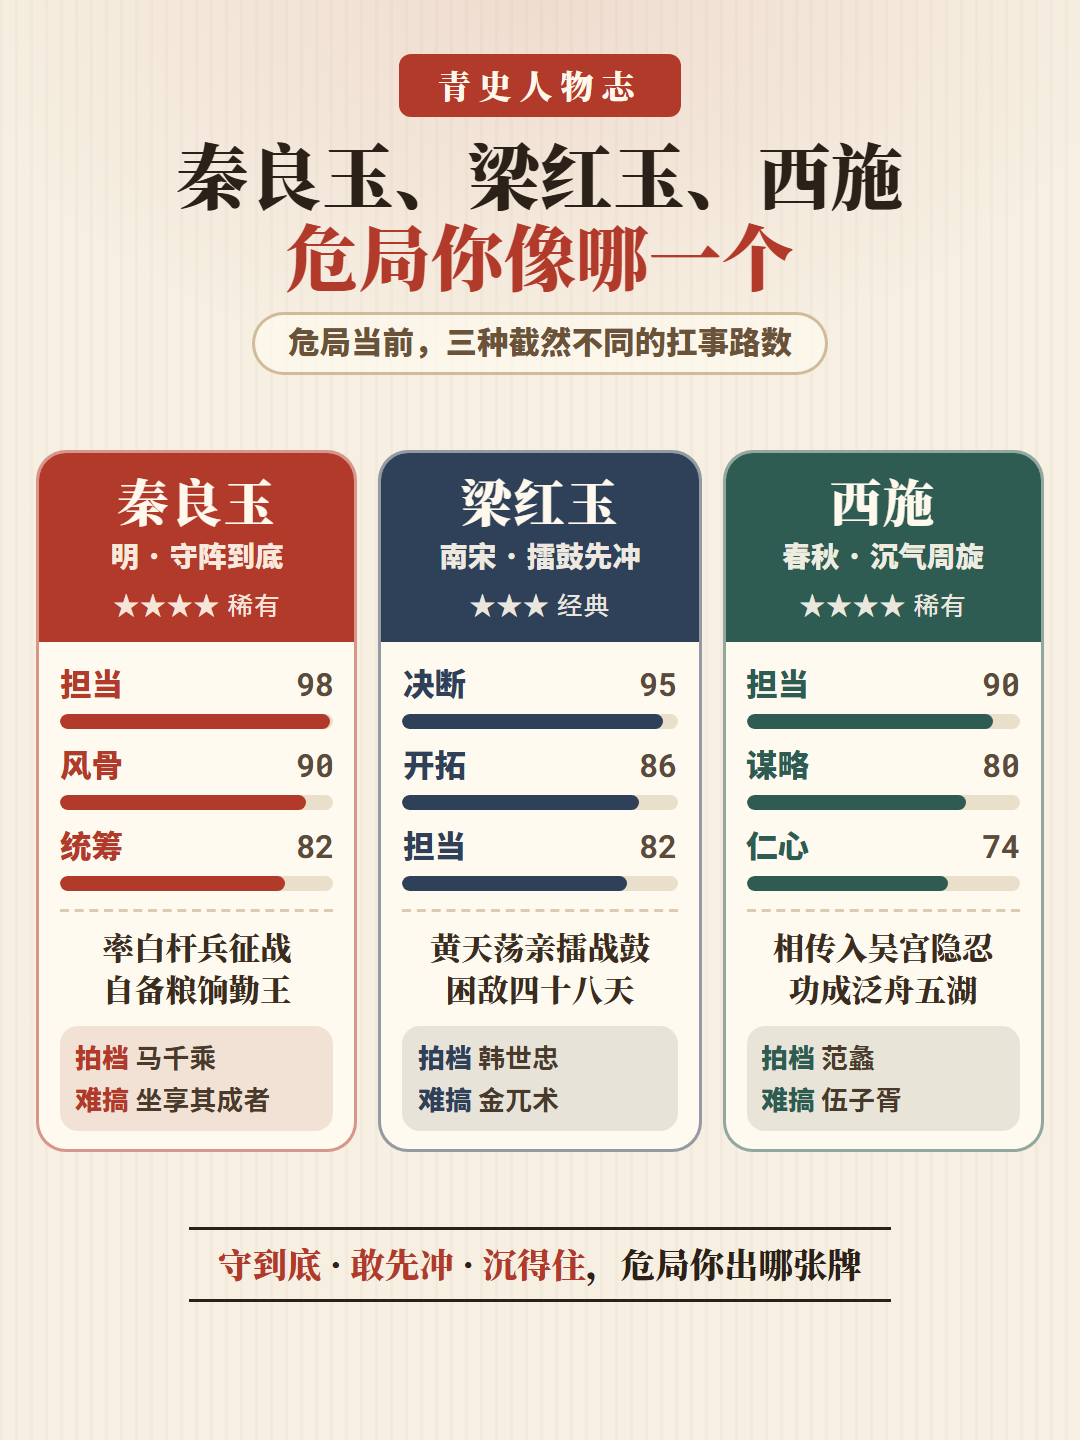 青史人物志
秦良玉、梁红玉、西施
危局你像哪一个
危局当前，三种截然不同的扛事路数
秦良玉
明·守阵到底
★★★★ 稀有
担当 98
风骨 90
统筹 82
率白杆兵征战
自备粮饷勤王
拍档 马千乘
难搞 坐享其成者
梁红玉
南宋·擂鼓先冲
★★★ 经典
决断 95
开拓 86
担当 82
黄天荡亲擂战鼓
困敌四十八天
拍档 韩世忠
难搞 金兀术
西施
春秋·沉气周旋
★★★★ 稀有
担当 90
谋略 80
仁心 74
相传入吴宫隐忍
功成泛舟五湖
拍档 范蠡
难搞 伍子胥
守到底·敢先冲·沉得住，危局你出哪张牌